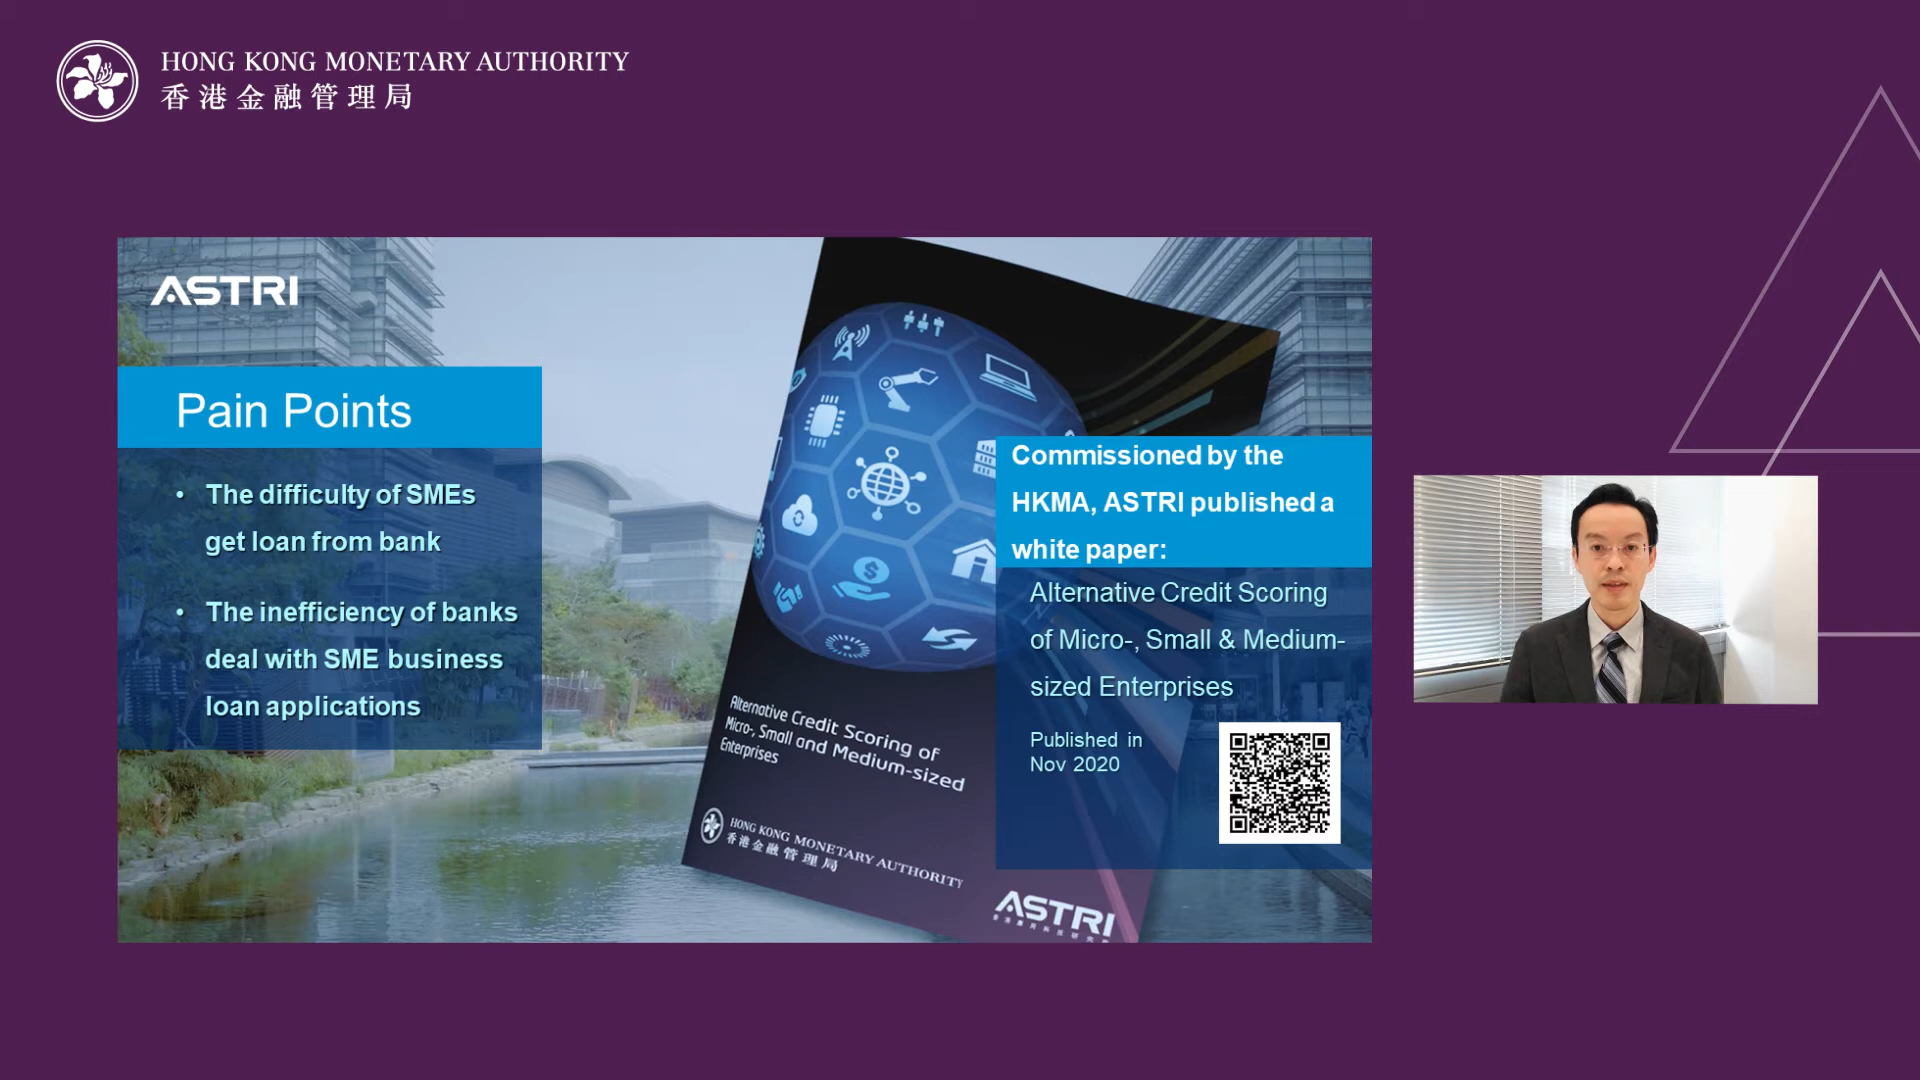 HONG KONG MONETARY AUTHORITY
香港金融管理局
ASTRI
Pain Points
• The difficulty of SMEs
get loan from bank
• The inefficiency of banks
deal with SME business
loan applications
Commissioned by the
HKMA, ASTRI published a
white paper:
Alternative Credit Scoring
of Micro-, Small & Medium-
sized Enterprises
Published in
Nov 2020
Alternative Credit Scoring of
Micro-, Small and Medium-sized
Enterprises
HONG KONG MONETARY AUTHORITY
香港金融管理局
ASTRI